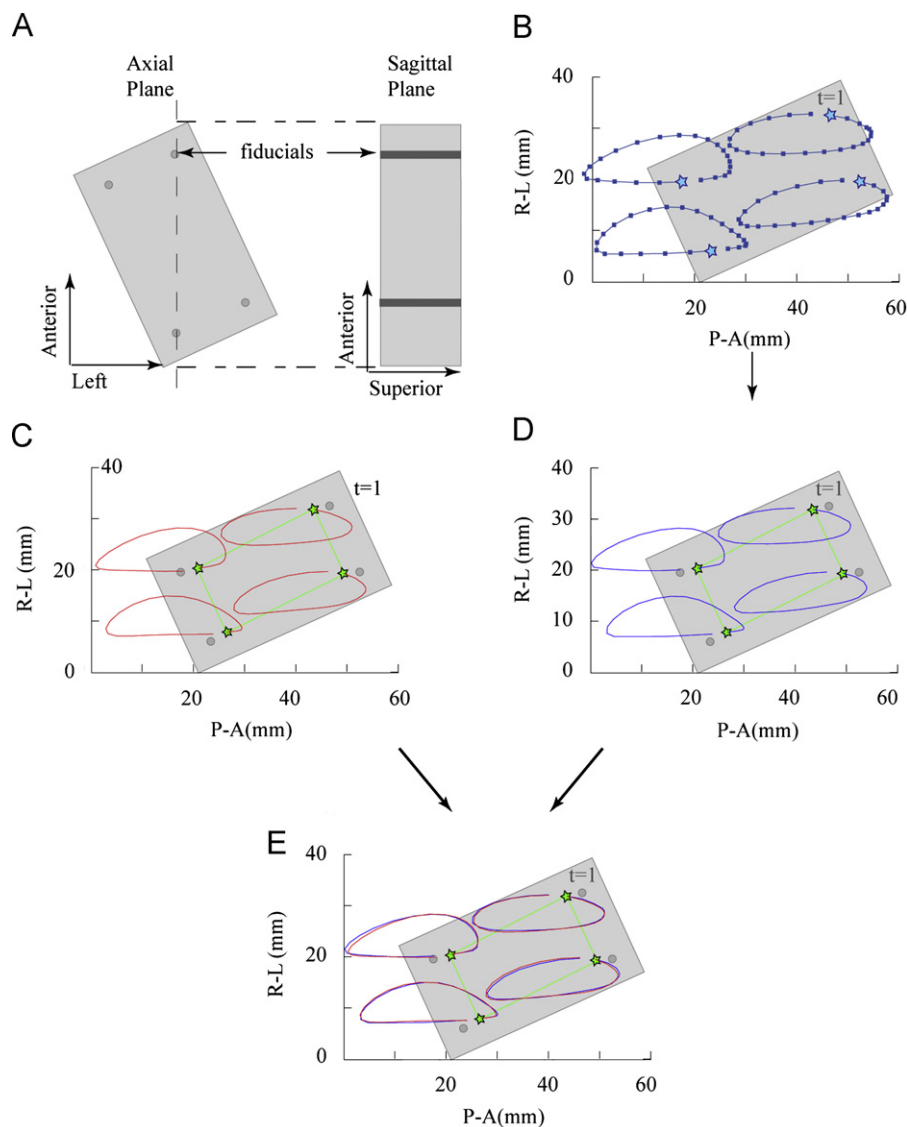 A
Axial
Plane
Sagittal
Plane
fiducials
Anterior
Left
Anterior
Superior
B
t=1
40
20
0
R-L (mm)
20
40
60
P-A(mm)
C
40
t=1
20
0
R-L (mm)
20
40
60
P-A(mm)
D
t=1
40
30
20
10
0
R-L (mm)
20
40
60
P-A(mm)
E
t=1
40
20
0
R-L (mm)
20
40
60
P-A(mm)